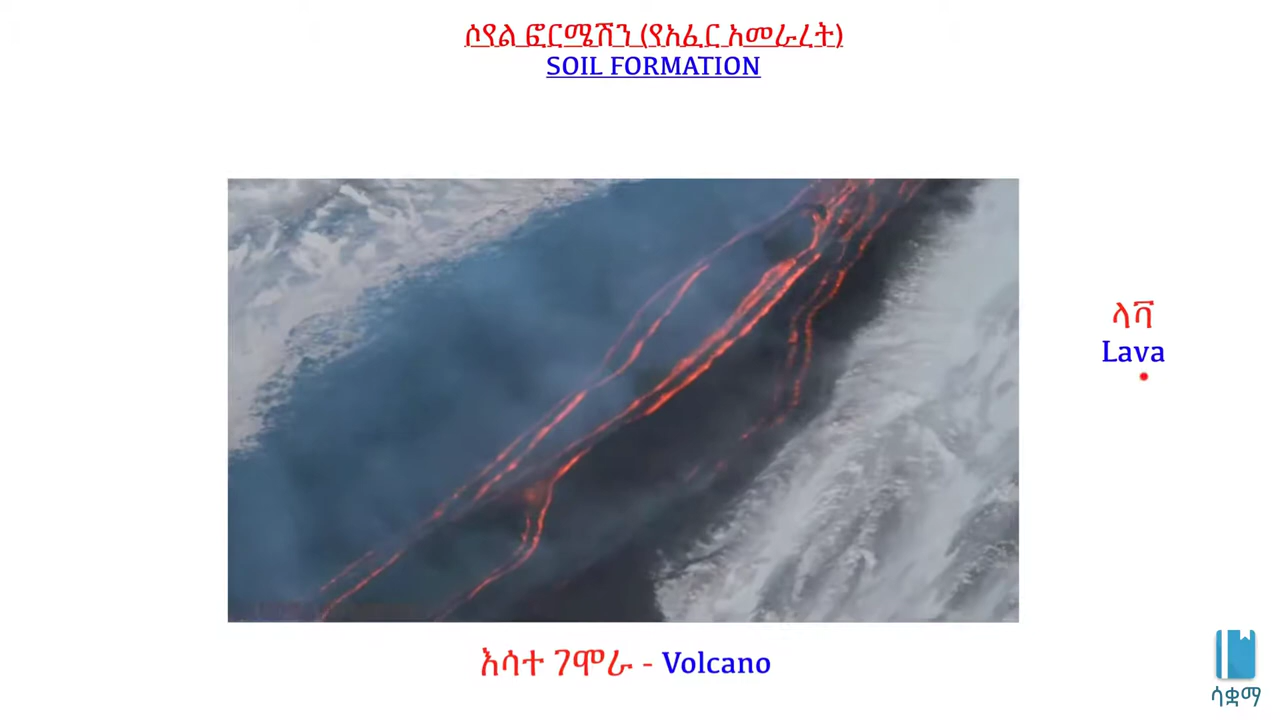 ሶየል ፎርሜሽን (የአፈር አመራረት)
SOIL FORMATION
ላቫ
Lava
እሳተ ገሞራ - Volcano
ሳቋማ